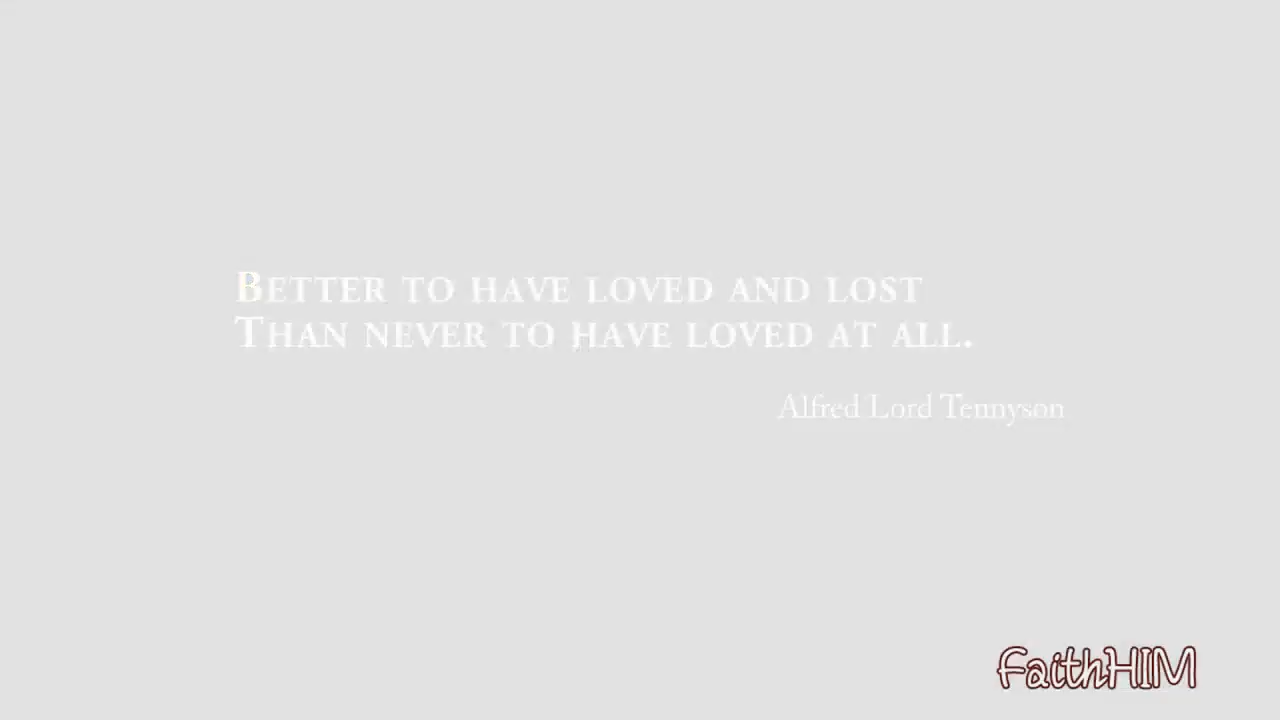 Better to have loved and lost
Than never to have loved at all.
Alfred Lord Tennyson
FaithHIM